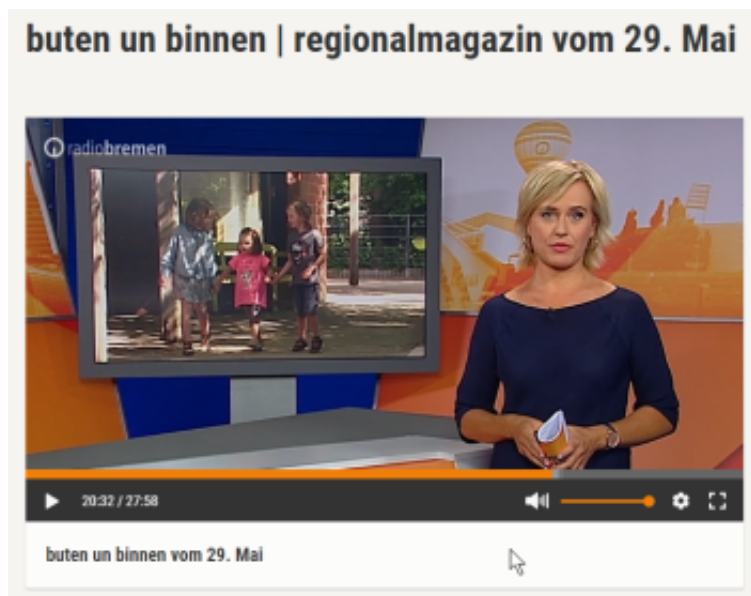 buten un binnen | regionalmagazin vom 29. Mai
radiobremen
20:32 / 27:58
buten un binnen vom 29. Mai